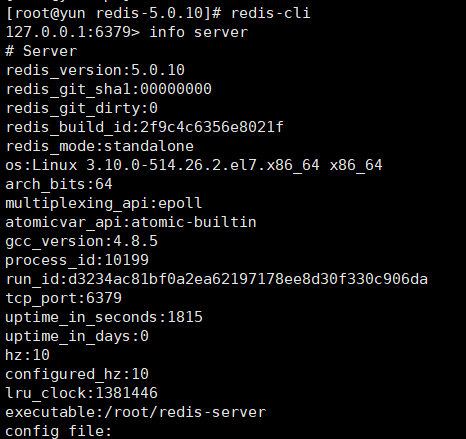 [root@yun redis-5.0.10]# redis-cli
127.0.0.1:6379> info server
# Server
redis_version:5.0.10
redis_git_sha1:00000000
redis_git_dirty:0
redis_build_id:2f9c4c6356e8021f
redis_mode:standalone
os:Linux 3.10.0-514.26.2.el7.x86_64 x86_64
arch_bits:64
multiplexing_api:epoll
atomicvar_api:atomic-builtin
gcc_version:4.8.5
process_id:10199
run_id:d3234ac81bf0a2ea62197178ee8d30f330c906da
tcp_port:6379
uptime_in_seconds:1815
uptime_in_days:0
hz:10
configured_hz:10
lru_clock:1381446
executable:/root/redis-server
config_file: